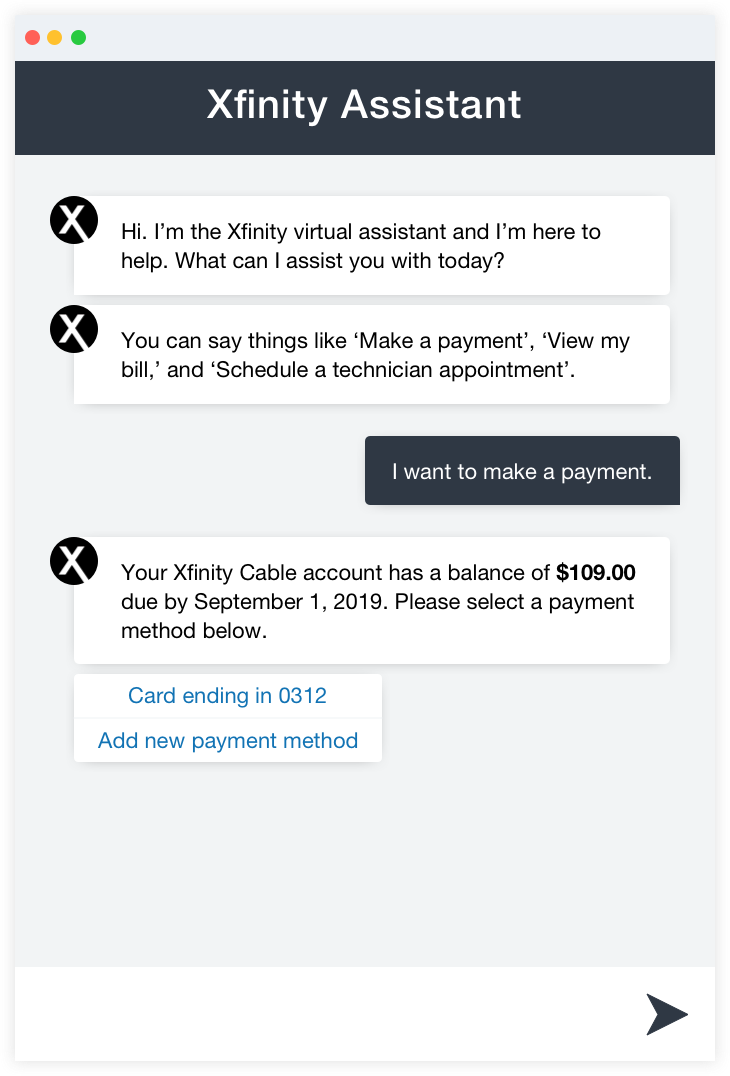 Xfinity Assistant
X
Hi. I’m the Xfinity virtual assistant and I’m here to
help. What can I assist you with today?
X
You can say things like ‘Make a payment’, ‘View my
bill,’ and ‘Schedule a technician appointment’.
I want to make a payment.
X
Your Xfinity Cable account has a balance of $109.00
due by September 1, 2019. Please select a payment
method below.
Card ending in 0312
Add new payment method